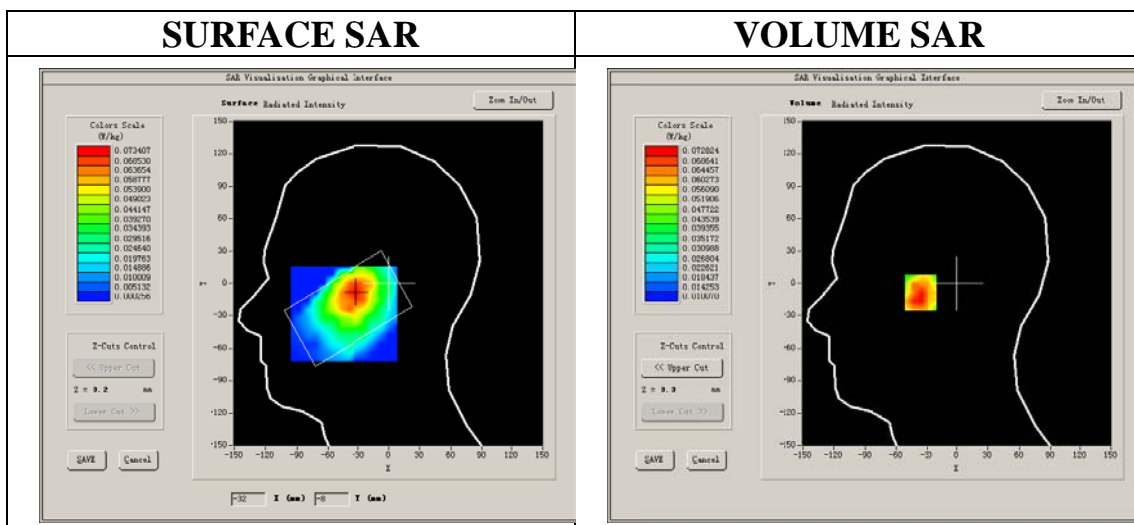 SURFACE SAR
SAR Visualisation Graphical Interface
Surface Radiated Intensity
Zoom In/Out
Colors Scale
(W/kg)
0.073407
0.068530
0.063654
0.058777
0.053900
0.049023
0.044147
0.039270
0.034393
0.029516
0.024640
0.019763
0.014886
0.010009
0.005132
0.000256
Z-Cuts Control
<< Upper Cut
Z = 0.2 mm
Lower Cut >>
SAVE
Cancel
150
120
90
60
30
0
-30
-60
-90
-120
-150
Y
-150 -120 -90 -60 -30 0 30 60 90 120 150
X
-32 X (mm) -8 Y (mm)
VOLUME SAR
SAR Visualisation Graphical Interface
Volume Radiated Intensity
Zoom In/Out
Colors Scale
(W/kg)
0.072824
0.068641
0.064457
0.060273
0.056090
0.051906
0.047722
0.043539
0.039355
0.035172
0.030988
0.026804
0.022621
0.018437
0.014253
0.010070
Z-Cuts Control
<< Upper Cut
Z = 0.0 mm
Lower Cut >>
SAVE
Cancel
150
120
90
60
30
0
-30
-60
-90
-120
-150
Y
-150 -120 -90 -60 -30 0 30 60 90 120 150
X